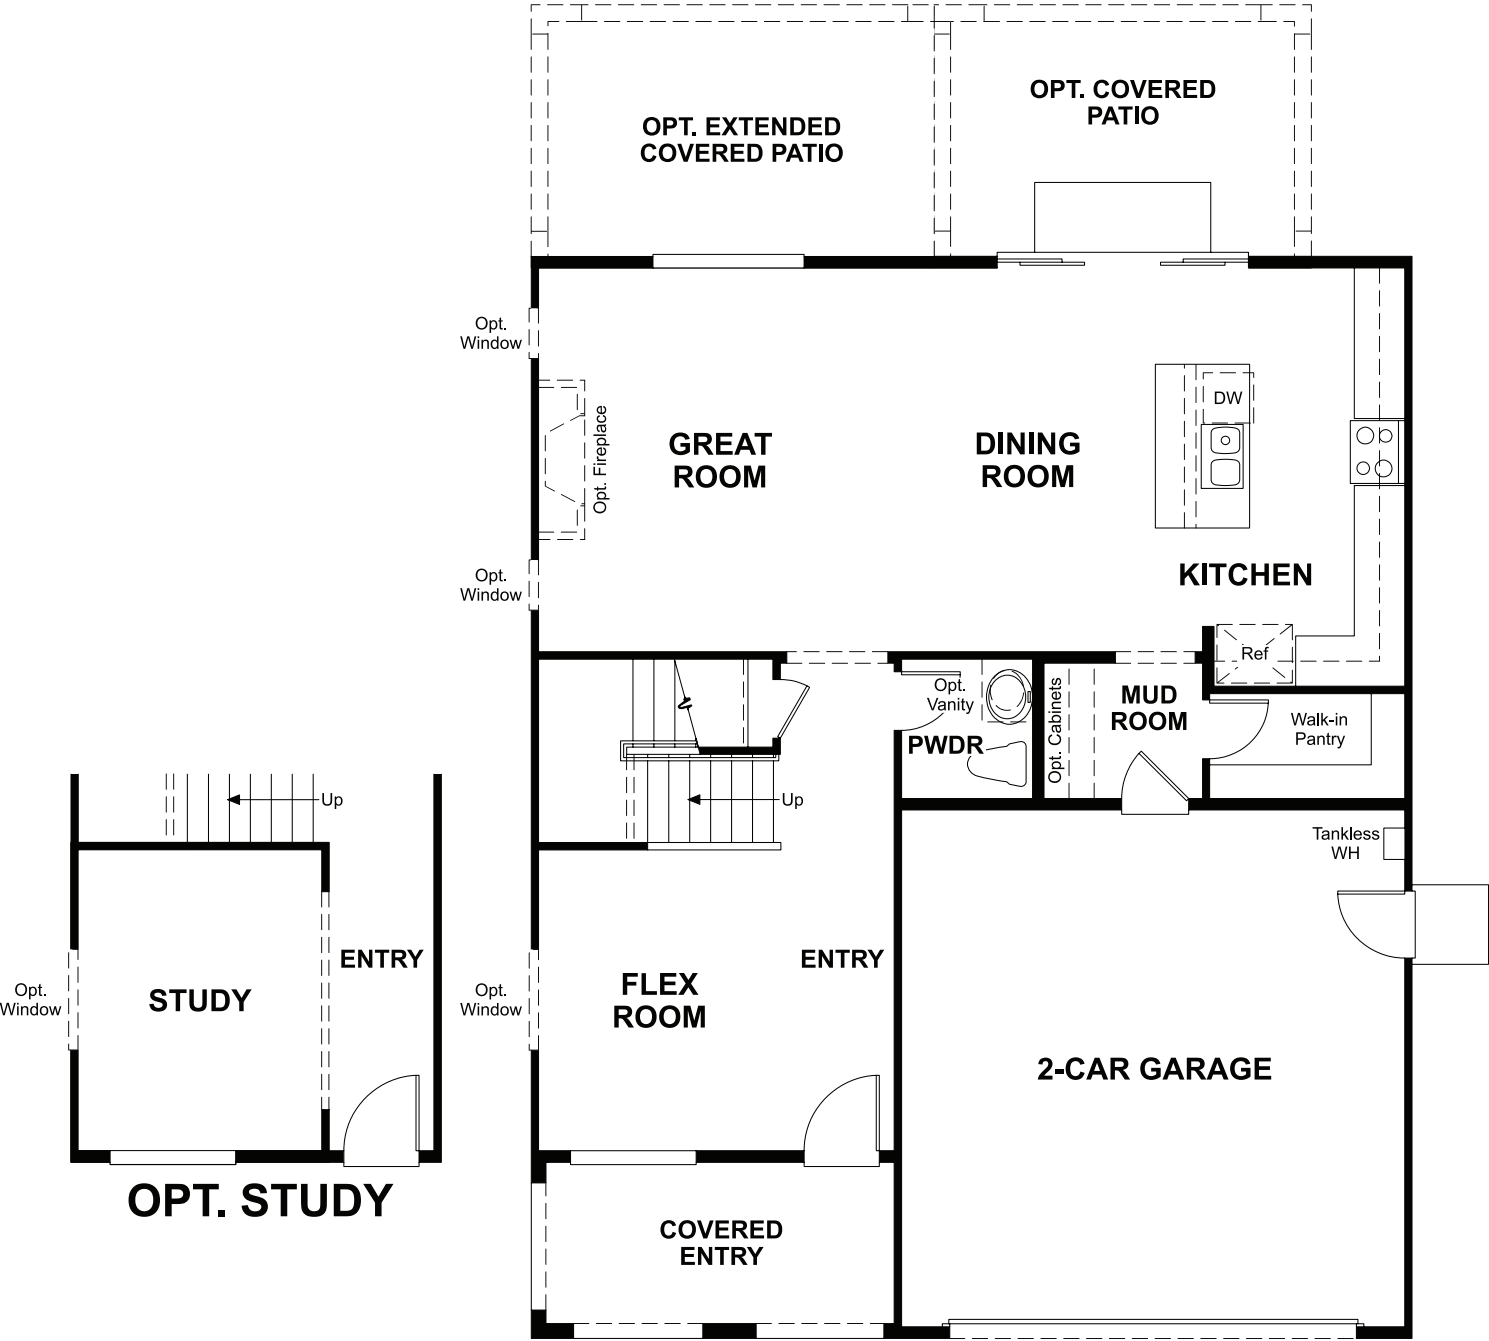 OPT. COVERED
PATIO
OPT. EXTENDED
COVERED PATIO
Opt.
Window
DW
Opt. Fireplace
GREAT
ROOM
DINING
ROOM
Opt.
Window
KITCHEN
Ref
Opt.
Vanity
PWDR
Opt. Cabinets
MUD
ROOM
Walk-in
Pantry
Up
Up
Tankless
WH
ENTRY
ENTRY
Opt.
Window
STUDY
Opt.
Window
FLEX
ROOM
2-CAR GARAGE
OPT. STUDY
COVERED
ENTRY